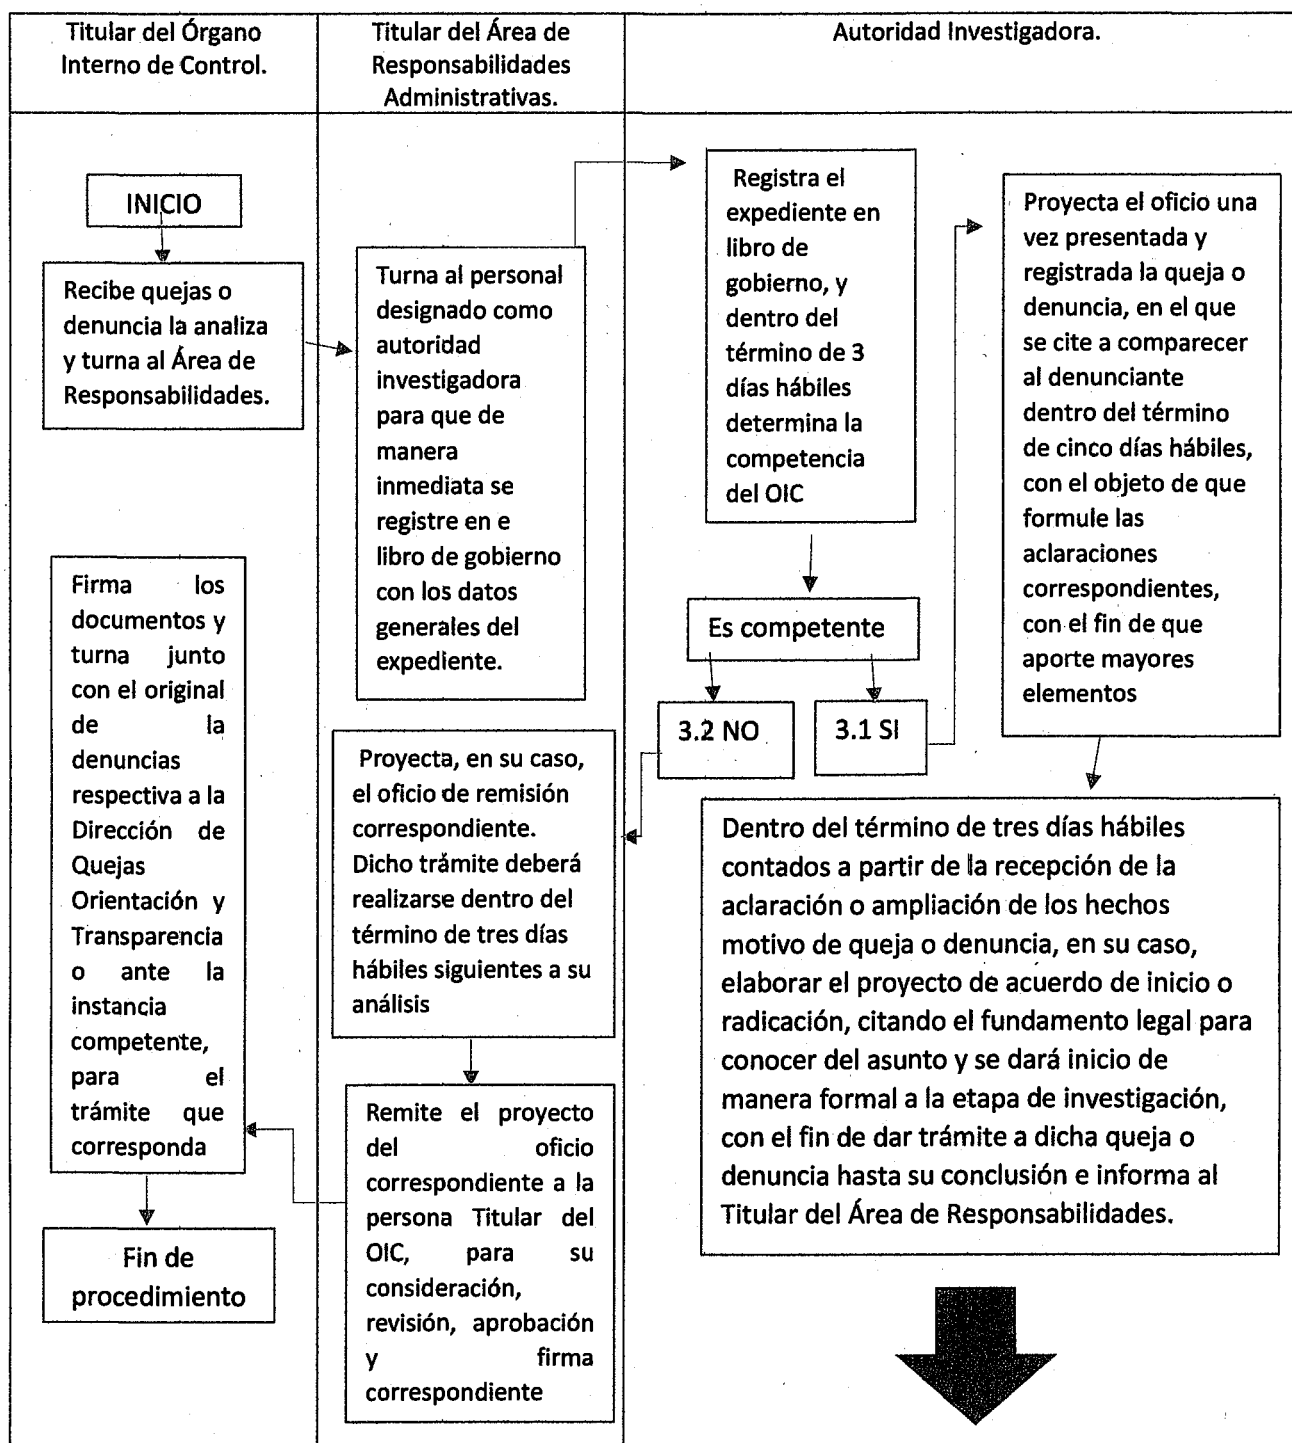 Titular del Órgano
Interno de Control.
Titular del Área de
Responsabilidades
Administrativas.
Autoridad Investigadora.
INICIO
Recibe quejas o
denuncia la analiza
y turna al Área de
Responsabilidades.
Turna al personal
designado como
autoridad
investigadora
para que de
manera
inmediata se
registre en e
libro de gobierno
con los datos
generales del
expediente.
Registra el
expediente en
libro de
gobierno, y
dentro del
término de 3
días hábiles
determina la
competencia
del OIC
Es competente
3.2 NO
3.1 SI
Proyecta el oficio una
vez presentada y
registrada la queja o
denuncia, en el que
se cite a comparecer
al denunciante
dentro del término
de cinco días hábiles,
con el objeto de que
formule las
aclaraciones
correspondientes,
con el fin de que
aporte mayores
elementos
Dentro del término de tres días hábiles
contados a partir de la recepción de la
aclaración o ampliación de los hechos
motivo de queja o denuncia, en su caso,
elaborar el proyecto de acuerdo de inicio o
radicación, citando el fundamento legal para
conocer del asunto y se dará inicio de
manera formal a la etapa de investigación,
con el fin de dar trámite a dicha queja o
denuncia hasta su conclusión e informa al
Titular del Área de Responsabilidades.
Proyecta, en su caso,
el oficio de remisión
correspondiente.
Dicho trámite deberá
realizarse dentro del
término de tres días
hábiles siguientes a su
análisis
Remite el proyecto
del oficio
correspondiente a la
persona Titular del
OIC, para su
consideración,
revisión, aprobación
y firma
correspondiente
Firma los
documentos y
turna junto
con el original
de la
denuncias
respectiva a la
Dirección de
Quejas
Orientación y
Transparencia
o ante la
instancia
competente,
para el
trámite que
corresponda
Fin de
procedimiento